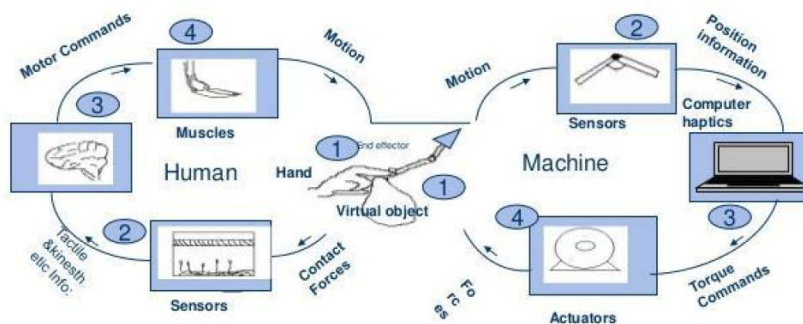 4
Motor Commands
Motion
Muscles
3
Human
1
Hand
End effector
Virtual object
1
2
Tactile
&kinesth
etic Info:
Sensors
Contact
Forces
Motion
2
Position
information
Sensors
Computer
haptics
Machine
3
4
Fo
rc
es
Actuators
Torque
Commands